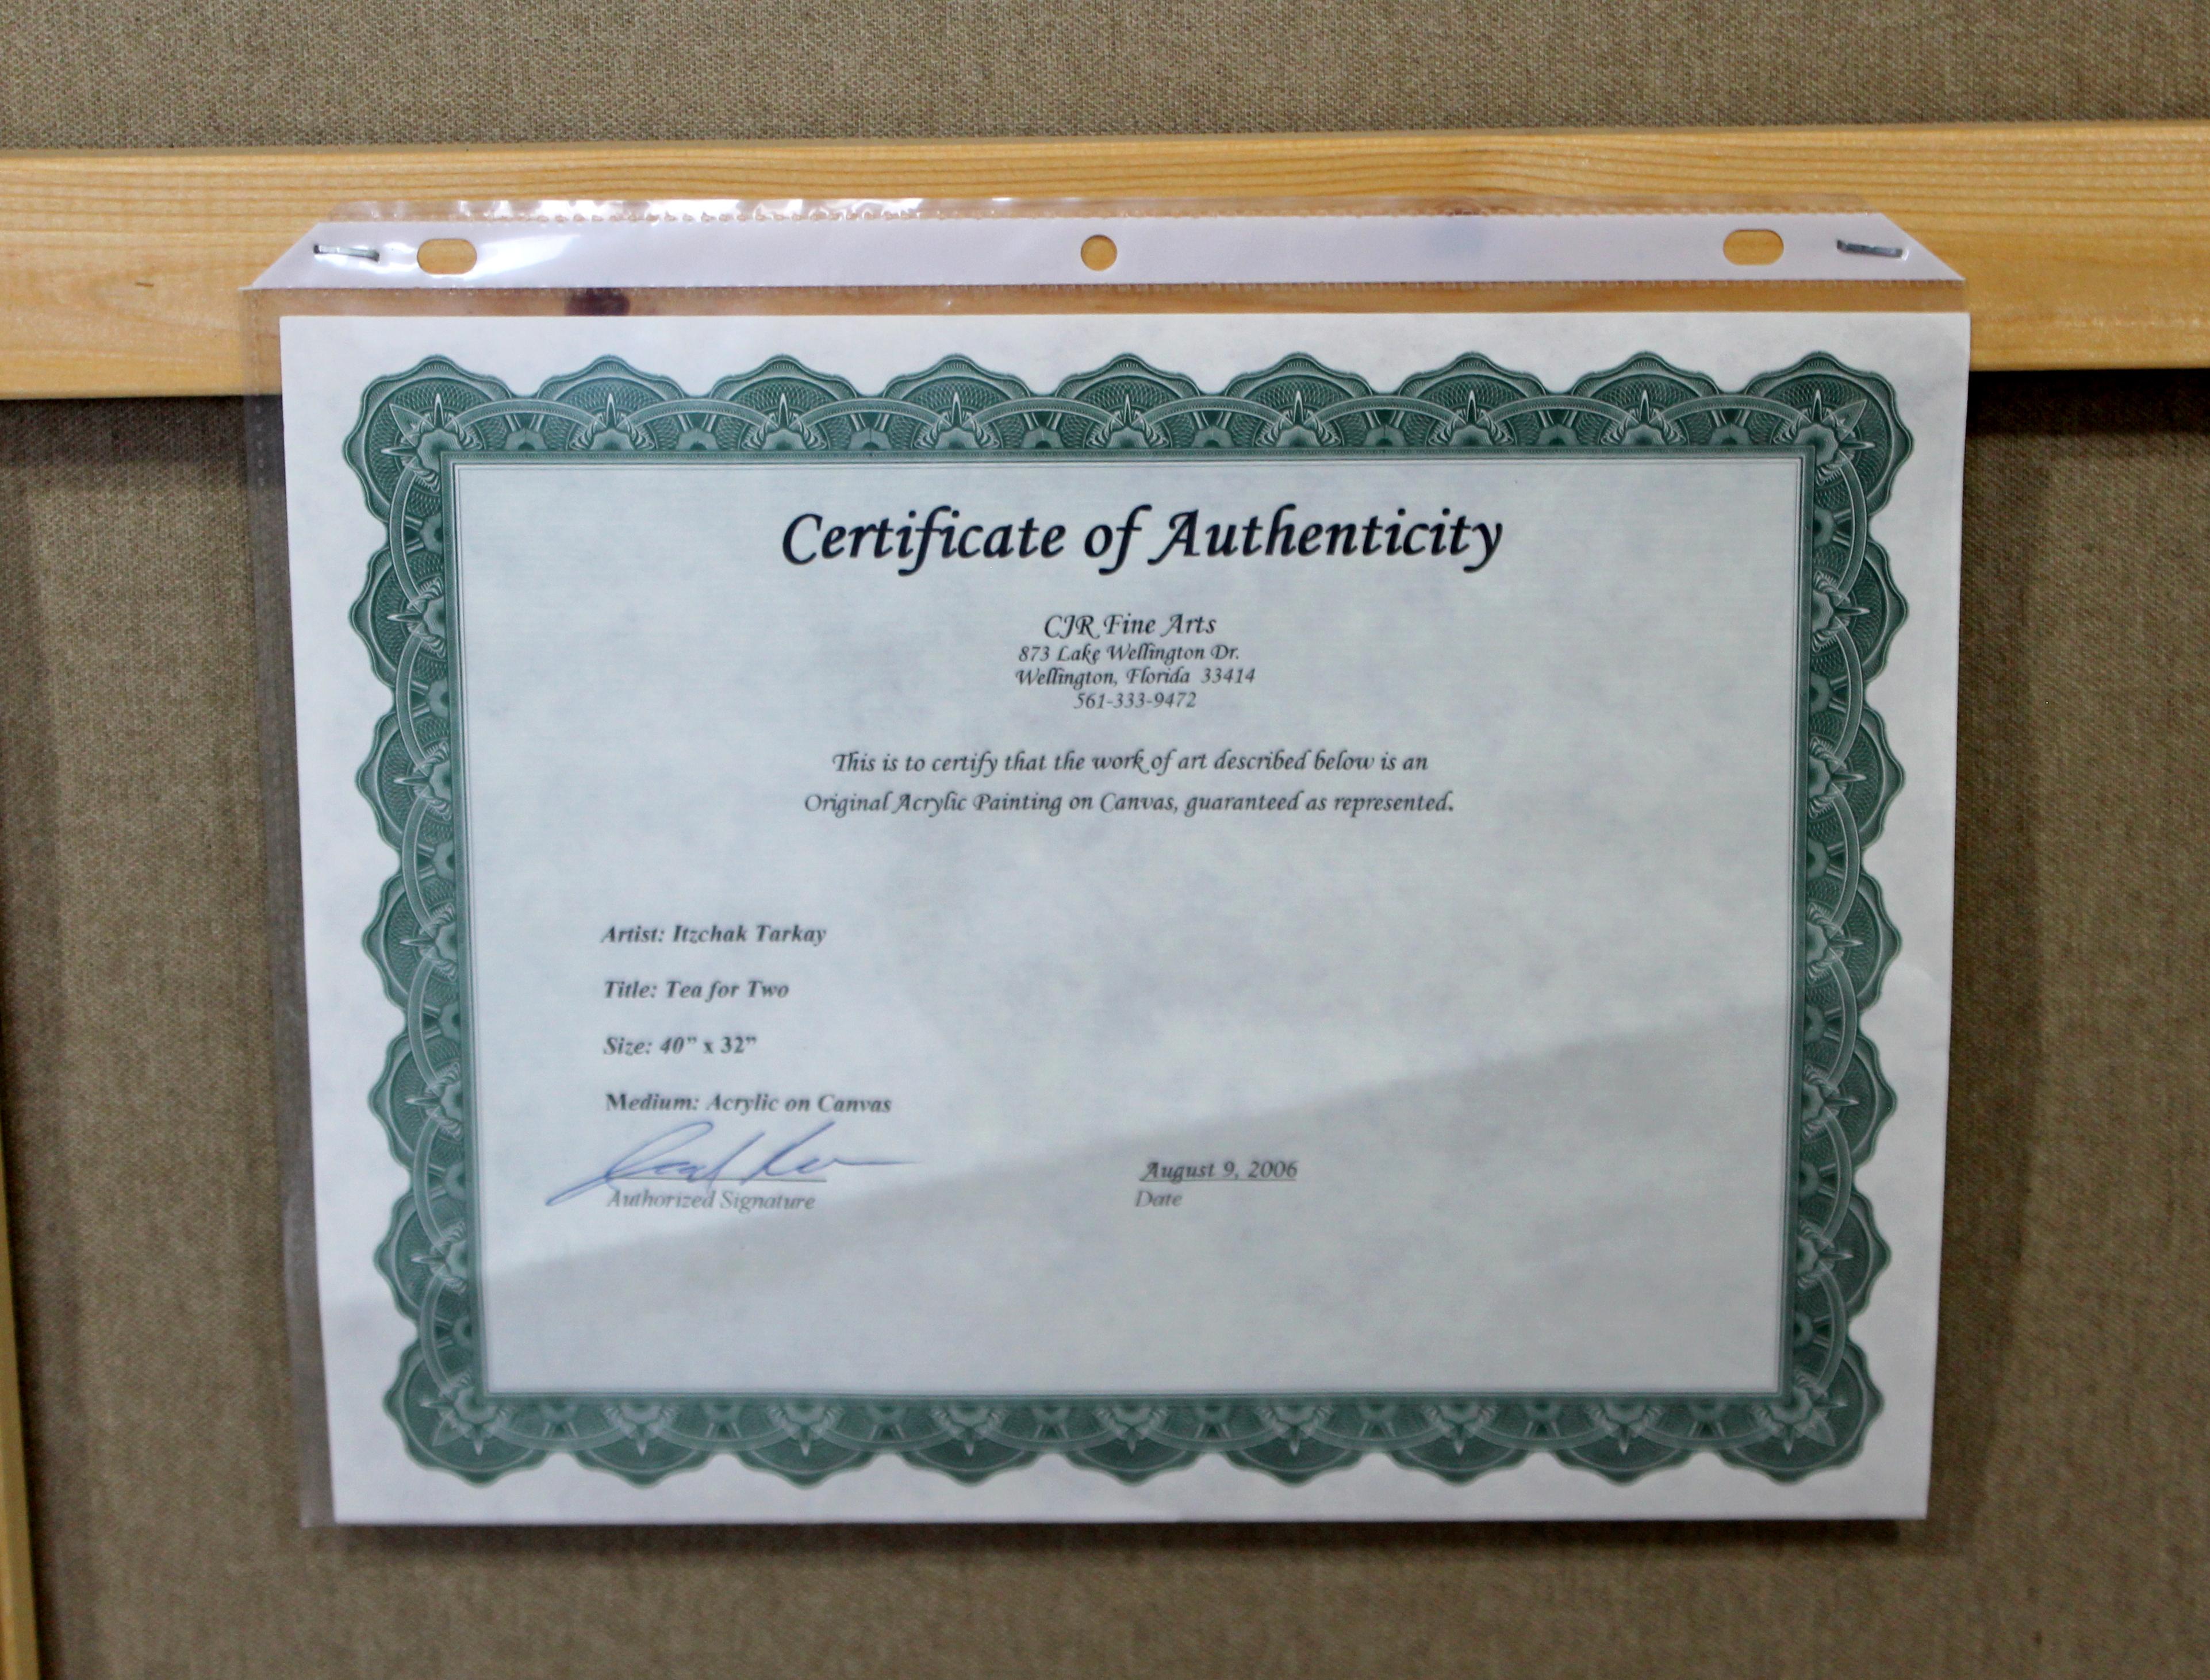 Certificate of Authenticity
CJR Fine Arts
873 Lake Wellington Dr.
Wellington, Florida 33414
561-333-9472
This is to certify that the work of art described below is an
Original Acrylic Painting on Canvas, guaranteed as represented.
Artist: Itzchak Tarkay
Title: Tea for Two
Size: 40" x 32"
Medium: Acrylic on Canvas
August 9, 2006
Authorized Signature
Date